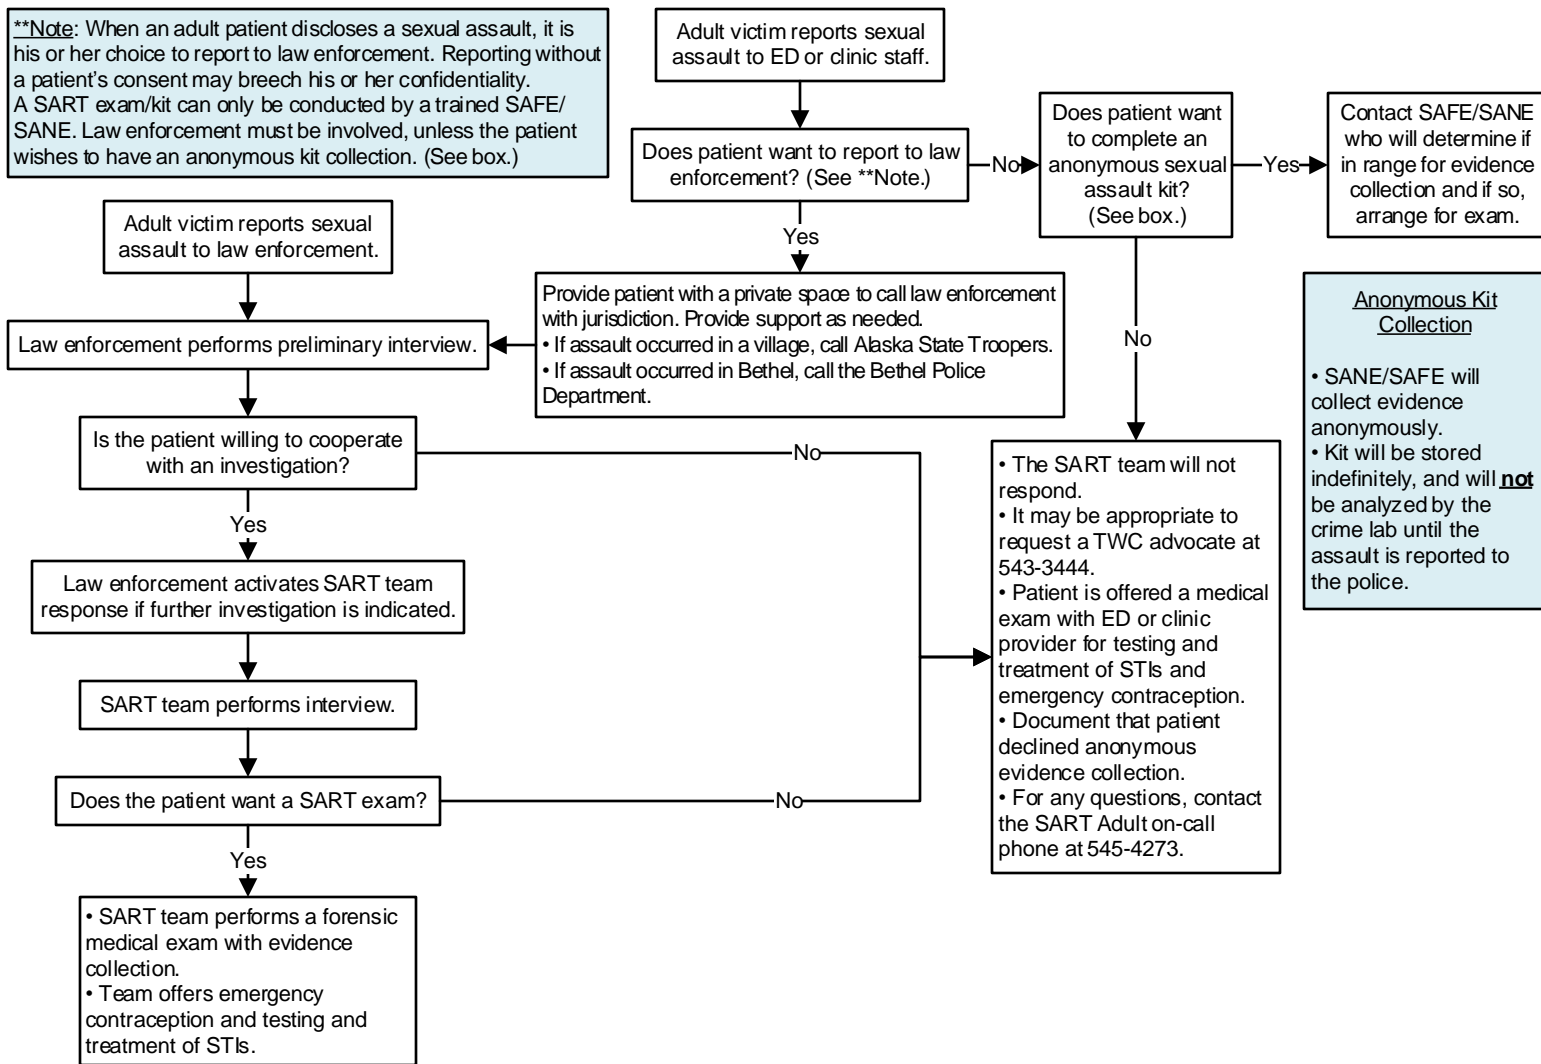 **Note: When an adult patient discloses a sexual assault, it is
his or her choice to report to law enforcement. Reporting without
a patient's consent may breech his or her confidentiality.
A SART exam/kit can only be conducted by a trained SAFE/
SANE. Law enforcement must be involved, unless the patient
wishes to have an anonymous kit collection. (See box.)
Adult victim reports sexual
assault to ED or clinic staff.
Does patient want to report to law
enforcement? (See **Note.)
No
Does patient want
to complete an
anonymous sexual
assault kit?
(See box.)
Yes
Contact SAFE/SANE
who will determine if
in range for evidence
collection and if so,
arrange for exam.
Adult victim reports sexual
assault to law enforcement.
Yes
Provide patient with a private space to call law enforcement
with jurisdiction. Provide support as needed.
• If assault occurred in a village, call Alaska State Troopers.
• If assault occurred in Bethel, call the Bethel Police
Department.
No
Anonymous Kit
Collection
• SANE/SAFE will
collect evidence
anonymously.
• Kit will be stored
indefinitely, and will not
be analyzed by the
crime lab until the
assault is reported to
the police.
Law enforcement performs preliminary interview.
Is the patient willing to cooperate
with an investigation?
No
Yes
Law enforcement activates SART team
response if further investigation is indicated.
SART team performs interview.
Does the patient want a SART exam?
No
Yes
• SART team performs a forensic
medical exam with evidence
collection.
• Team offers emergency
contraception and testing and
treatment of STIs.
• The SART team will not
respond.
• It may be appropriate to
request a TWC advocate at
543-3444.
• Patient is offered a medical
exam with ED or clinic
provider for testing and
treatment of STIs and
emergency contraception.
• Document that patient
declined anonymous
evidence collection.
• For any questions, contact
the SART Adult on-call
phone at 545-4273.